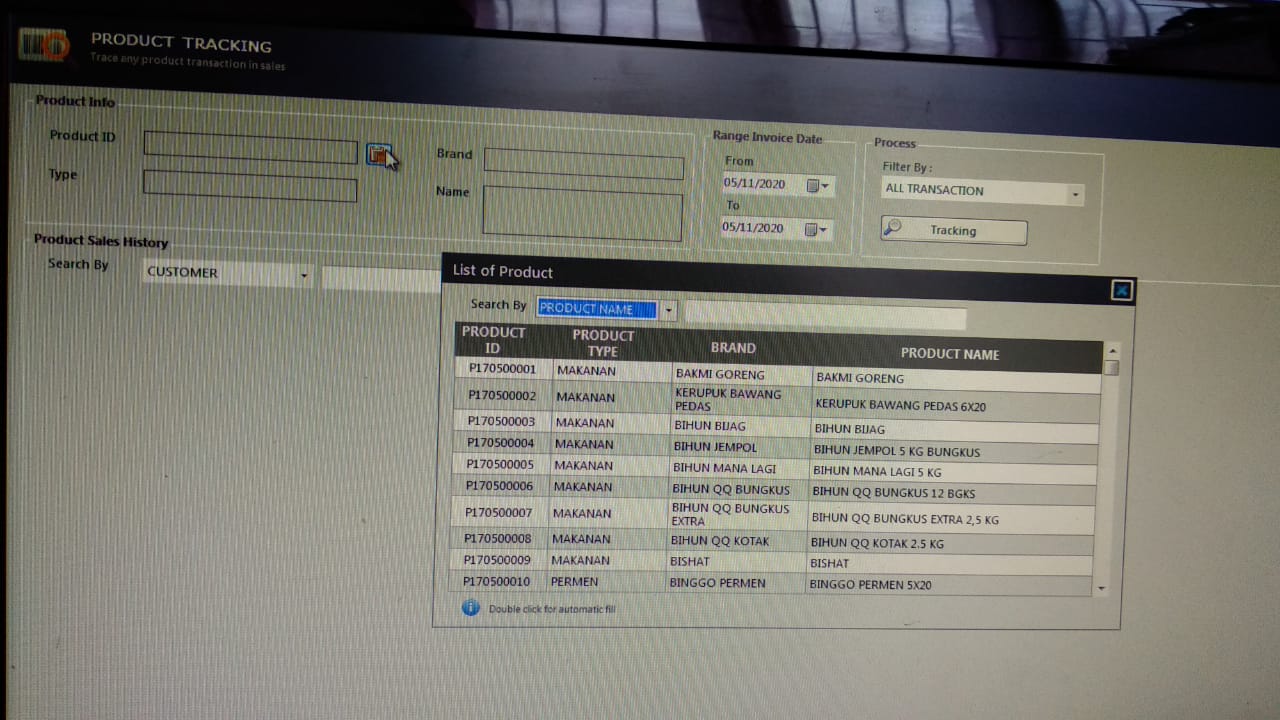 PRODUCT TRACKING
Trace any product transaction in sales
Product Info
Product ID
Type
Brand
Name
Range Invoice Date
From
05/11/2020
To
05/11/2020
Process
Filter By :
ALL TRANSACTION
Tracking
Product Sales History
Search By CUSTOMER
List of Product
Search By PRODUCT NAME
PRODUCT ID PRODUCT TYPE BRAND PRODUCT NAME
P170500001 MAKANAN BAKMI GORENG BAKMI GORENG
P170500002 MAKANAN KERUPUK BAWANG PEDAS KERUPUK BAWANG PEDAS 6X20
P170500003 MAKANAN BIHUN BIJAG BIHUN BIJAG
P170500004 MAKANAN BIHUN JEMPOL BIHUN JEMPOL 5 KG BUNGKUS
P170500005 MAKANAN BIHUN MANA LAGI BIHUN MANA LAGI 5 KG
P170500006 MAKANAN BIHUN QQ BUNGKUS BIHUN QQ BUNGKUS 12 BGKS
P170500007 MAKANAN BIHUN QQ BUNGKUS EXTRA BIHUN QQ BUNGKUS EXTRA 2,5 KG
P170500008 MAKANAN BIHUN QQ KOTAK BIHUN QQ KOTAK 2.5 KG
P170500009 MAKANAN BISHAT BISHAT
P170500010 PERMEN BINGGO PERMEN BINGGO PERMEN 5X20
Double click for automatic fill